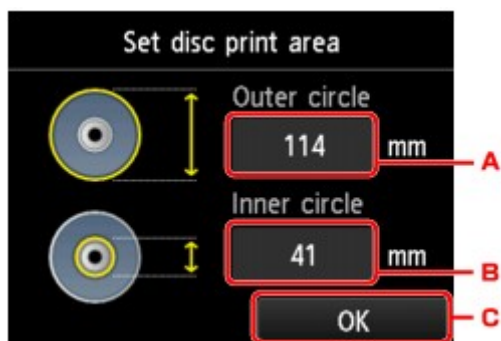 Set disc print area
Outer circle
114 mm
A
Inner circle
41 mm
B
OK
C